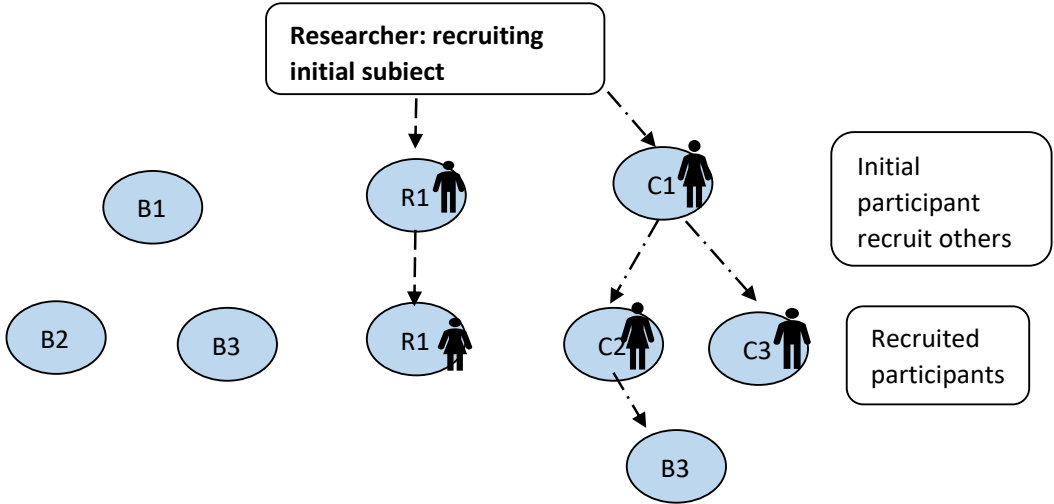 Researcher: recruiting
initial subiect
B1
R1
C1
Initial
participant
recruit others
B2
B3
R1
C2
C3
Recruited
participants
B3